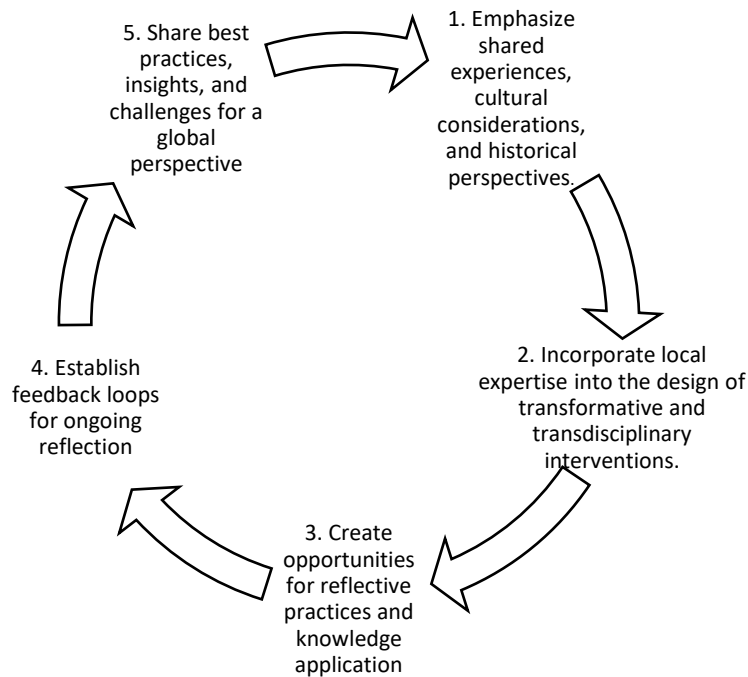 1. Emphasize
shared
experiences,
cultural
considerations,
and historical
perspectives.
2. Incorporate local
expertise into the design of
transformative and
transdisciplinary
interventions.
3. Create
opportunities
for reflective
practices and
knowledge
application
4. Establish
feedback loops
for ongoing
reflection
5. Share best
practices,
insights, and
challenges for a
global
perspective